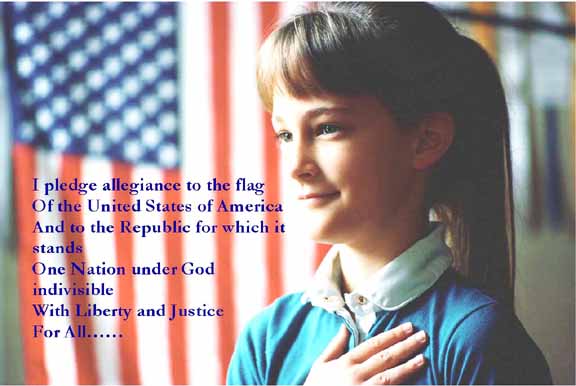 I pledge allegiance to the flag
Of the United States of America
And to the Republic for which it
stands
One Nation under God
indivisible
With Liberty and Justice
For All……